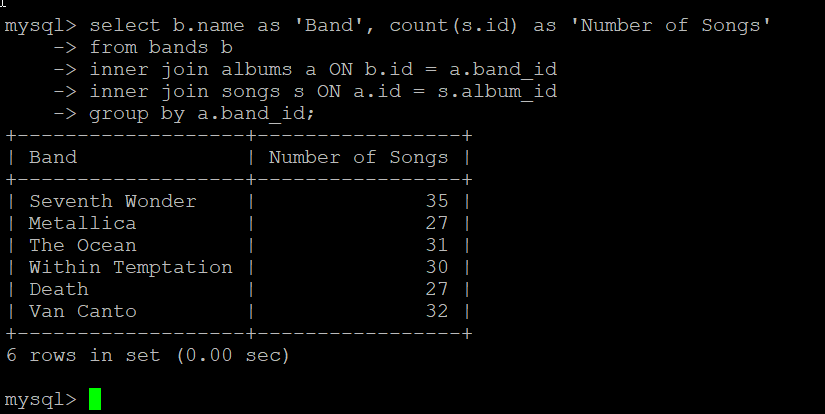 mysql> select b.name as 'Band', count(s.id) as 'Number of Songs'
    -> from bands b
    -> inner join albums a ON b.id = a.band_id
    -> inner join songs s ON a.id = s.album_id
    -> group by a.band_id;
+--------------------+-----------------+
| Band               | Number of Songs |
+--------------------+-----------------+
| Seventh Wonder     |              35 |
| Metallica          |              27 |
| The Ocean          |              31 |
| Within Temptation  |              30 |
| Death              |              27 |
| Van Canto          |              32 |
+--------------------+-----------------+
6 rows in set (0.00 sec)
mysql>